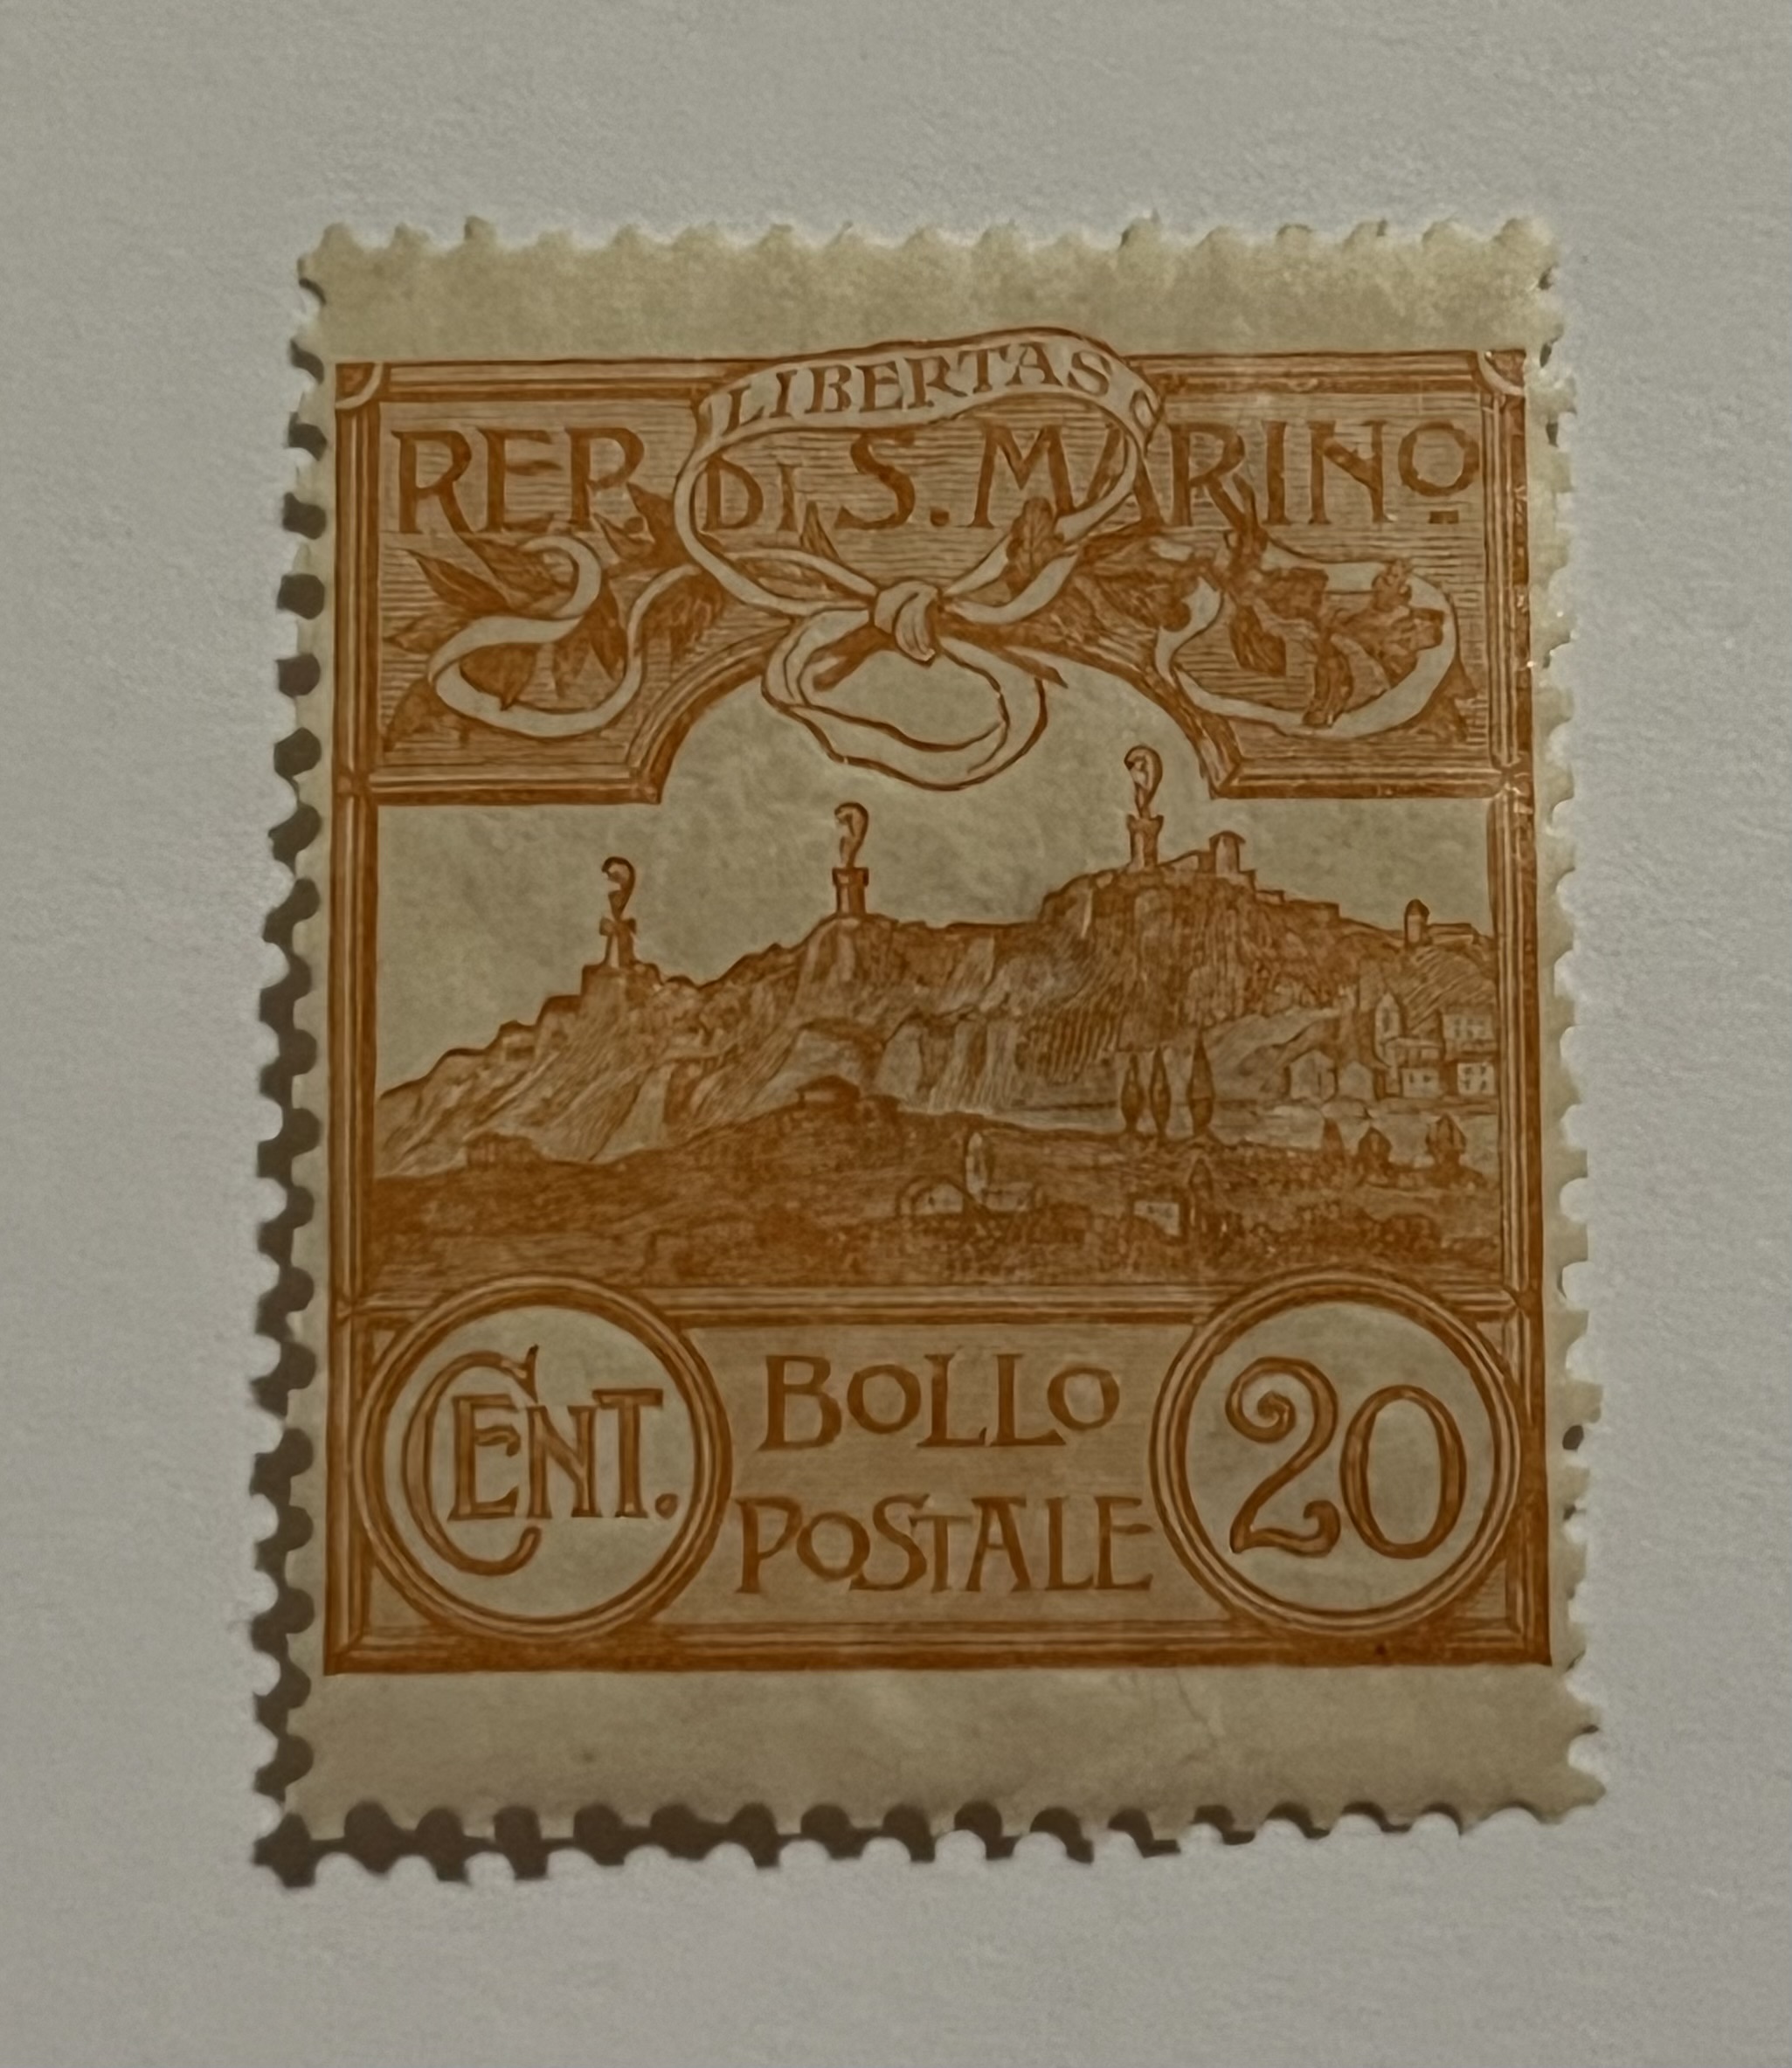 LIBERTAS
REP. DI S. MARINO
CENT. BOLLO POSTALE 20